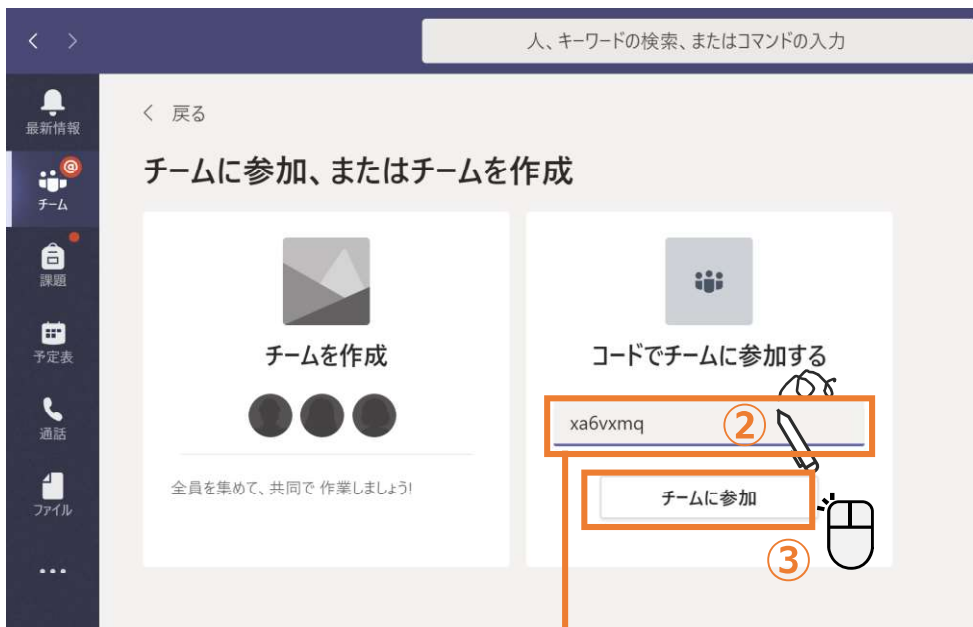 人、キーワードの検索、またはコマンドの入力
最新情報
チーム
課題
予定表
通話
ファイル
戻る
チームに参加、またはチームを作成
チームを作成
全員を集めて、共同で 作業しましょう!
コードでチームに参加する
xa6vxmq
②
チームに参加
③